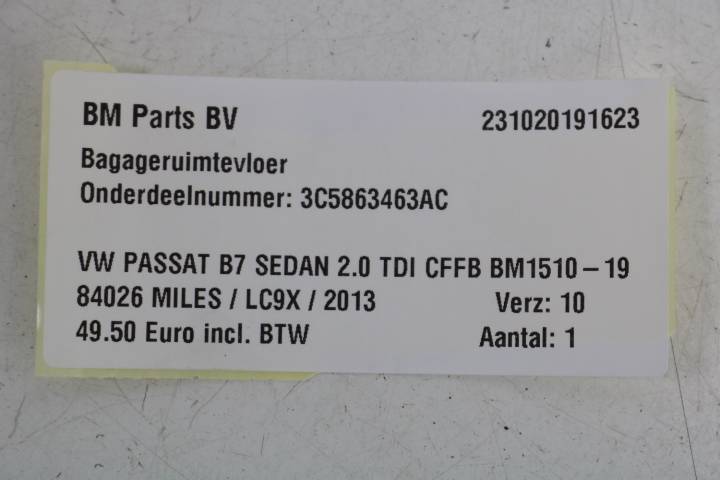 BM Parts BV 231020191623
Bagageruimtevloer
Onderdeelnummer: 3C5863463AC
VW PASSAT B7 SEDAN 2.0 TDI CFFB BM1510-19
84026 MILES / LC9X / 2013 Verz: 10
49.50 Euro incl. BTW Aantal: 1